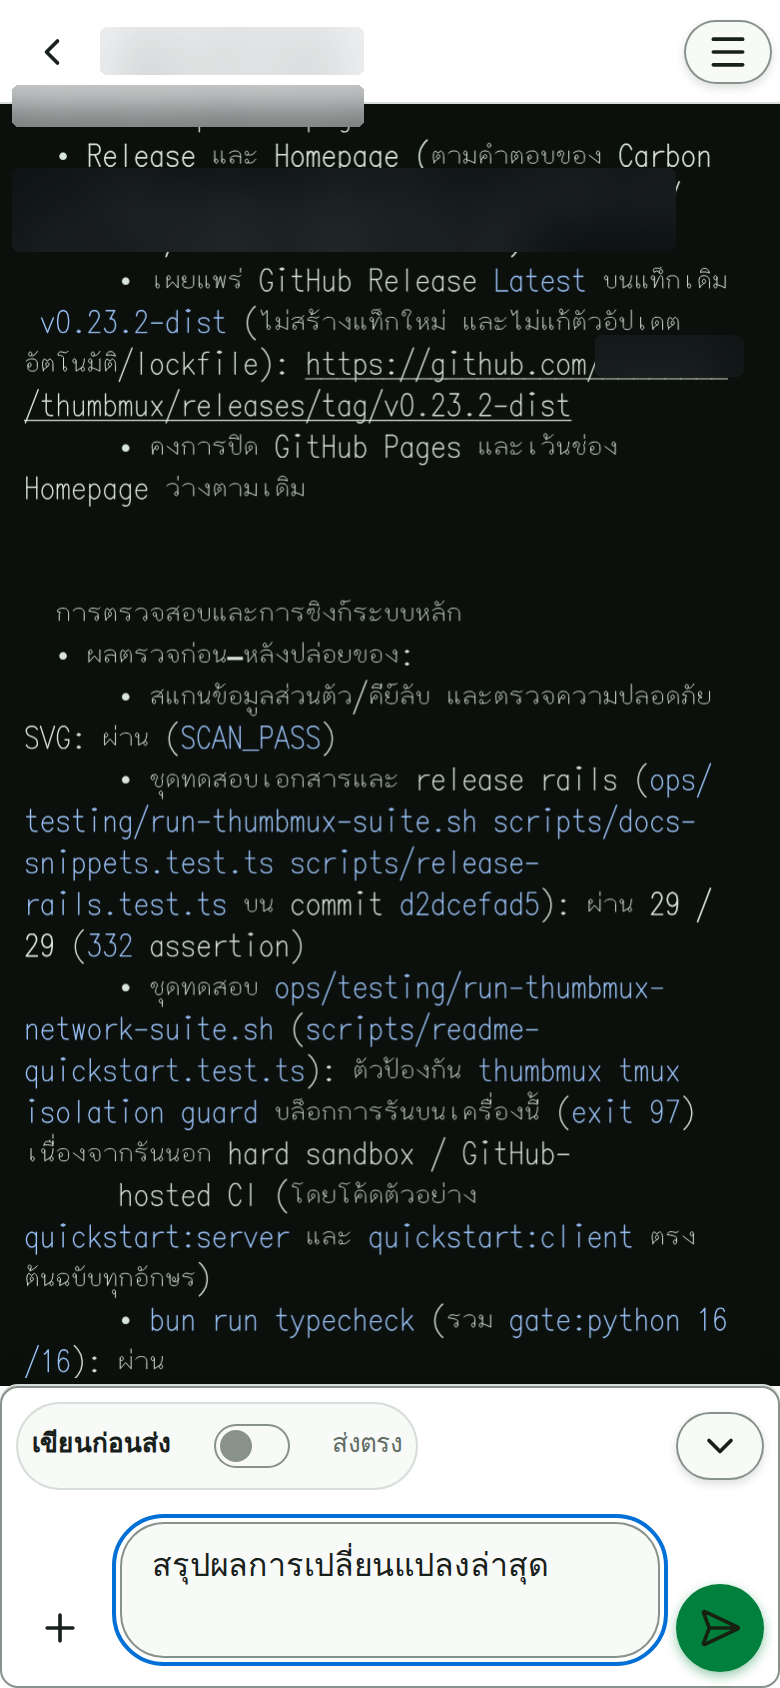 • Release และ Homepage (ตามคำตอบของ Carbon
/
• เผยแพร่ GitHub Release Latest บนแท็กเดิม
v0.23.2-dist (ไม่สร้างแท็กใหม่ และไม่แก้ตัวอัปเดต
อัตโนมัติ/lockfile): https://github.com/
/thumbmux/releases/tag/v0.23.2-dist
• คงการปิด GitHub Pages และเว้นช่อง
Homepage ว่างตามเดิม
การตรวจสอบและการซิงก์ระบบหลัก
• ผลตรวจก่อน—หลังปล่อยของ:
• สแกนข้อมูลส่วนตัว/คีย์ลับ และตรวจความปลอดภัย
SVG: ผ่าน (SCAN_PASS)
• ชุดทดสอบเอกสารและ release rails (ops/
testing/run-thumbmux-suite.sh scripts/docs-
snippets.test.ts scripts/release-
rails.test.ts บน commit d2dcefad5): ผ่าน 29 /
29 (332 assertion)
• ชุดทดสอบ ops/testing/run-thumbmux-
network-suite.sh (scripts/readme-
quickstart.test.ts): ตัวป้องกัน thumbmux tmux
isolation guard บล็อกการรันบนเครื่องนี้ (exit 97)
เนื่องจากรันนอก hard sandbox / GitHub-
hosted CI (โดยโค้ดตัวอย่าง
quickstart:server และ quickstart:client ตรง
ต้นฉบับทุกอักษร)
• bun run typecheck (รวม gate:python 16
/16): ผ่าน
เขียนก่อนส่ง ส่งตรง
สรุปผลการเปลี่ยนแปลงล่าสุด